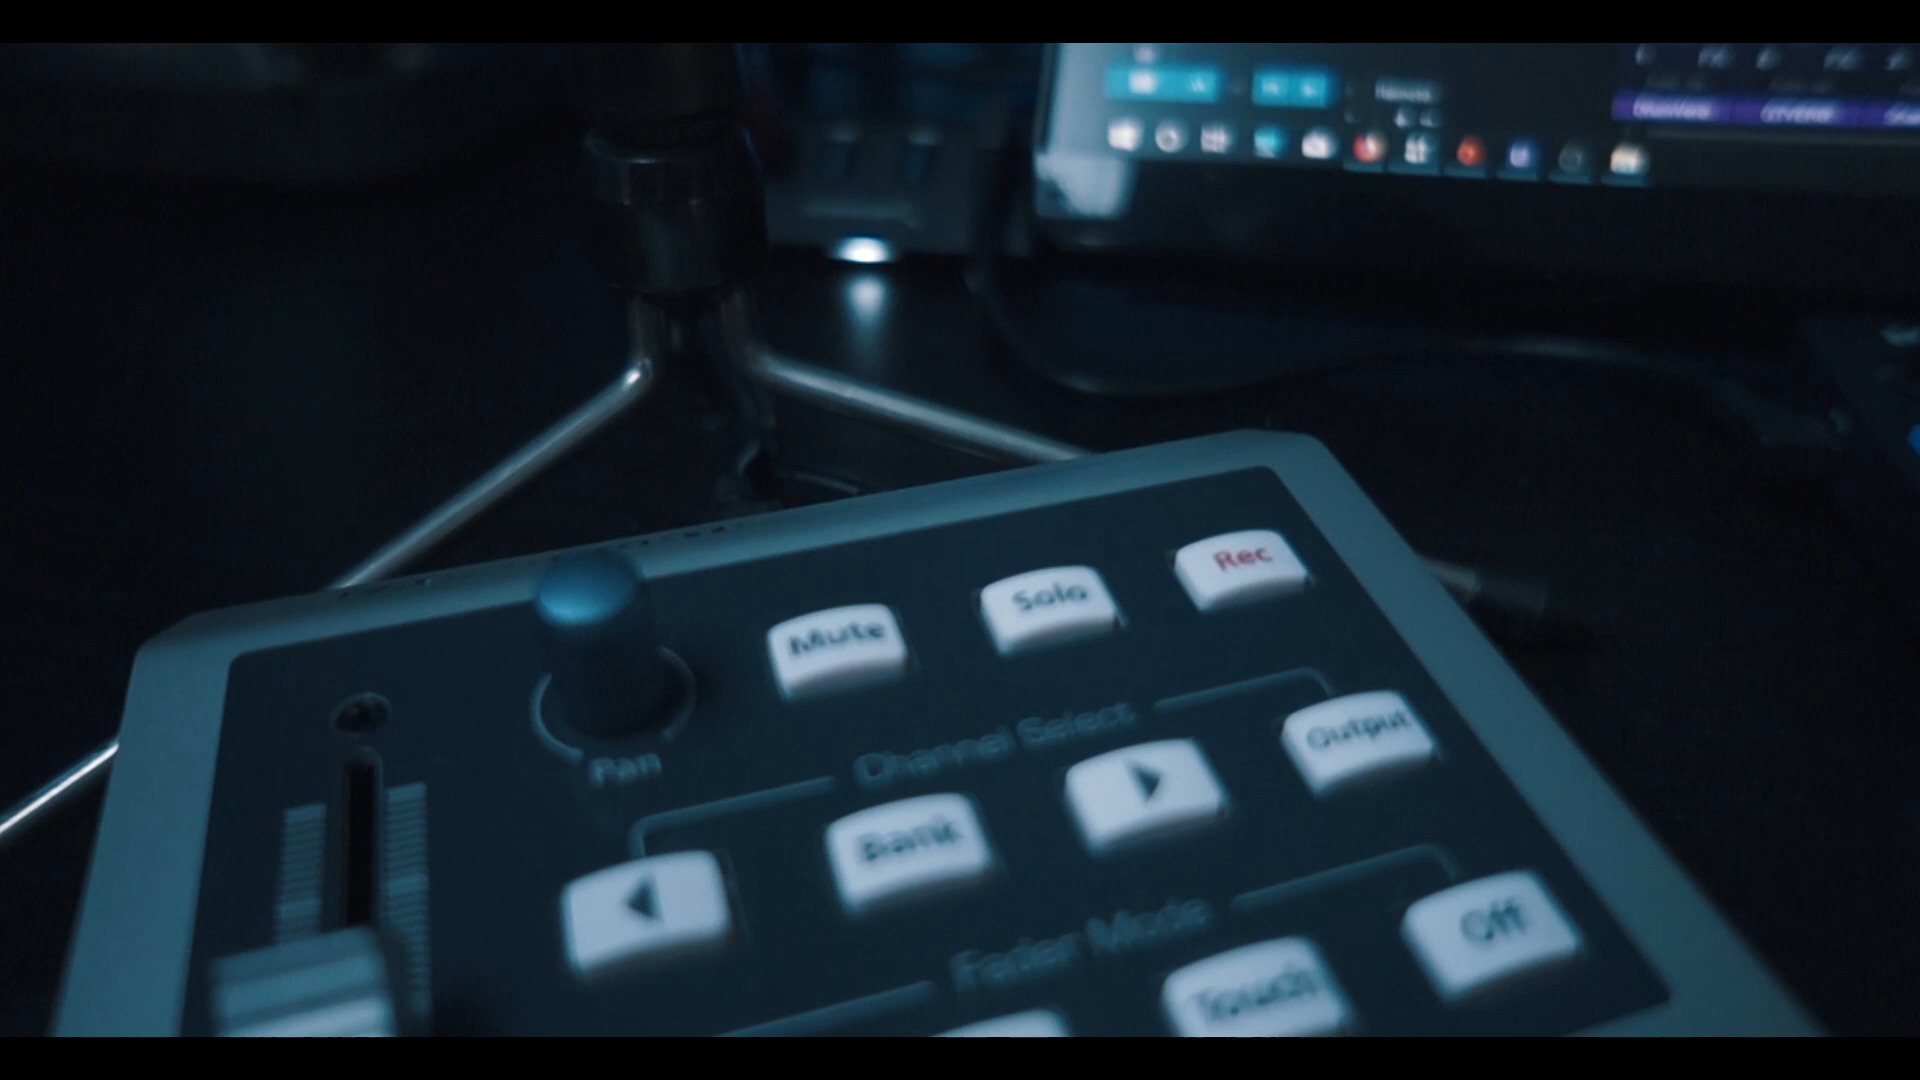 Rec
Solo
Mute
Channel Select
Output
Pan
Bank
Off
Fader Mode
Touch